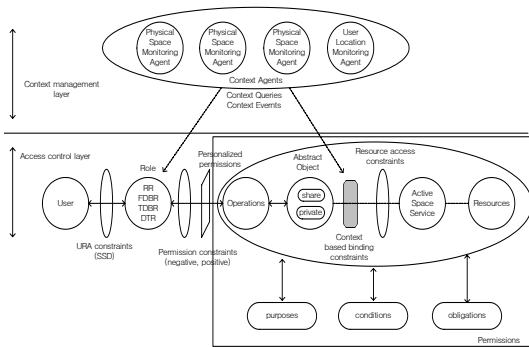 Physical
Space
Monitoring
Agent
Physical
Space
Monitoring
Agent
Physical
Space
Monitoring
Agent
User
Location
Monitoring
Agent
Context Agents
Context management
layer
Context Queries
Context Events
Access control layer
Role
Personalized
permissions
Abstract
Object
Resource access
constraints
User
RR
FDBR
TDBR
DTR
Operations
share
private
Active
Space
Service
Resources
URA constraints
(SSD)
Permission constraints
(negative, positive)
Context
based binding
constraints
purposes
conditions
obligations
Permissions